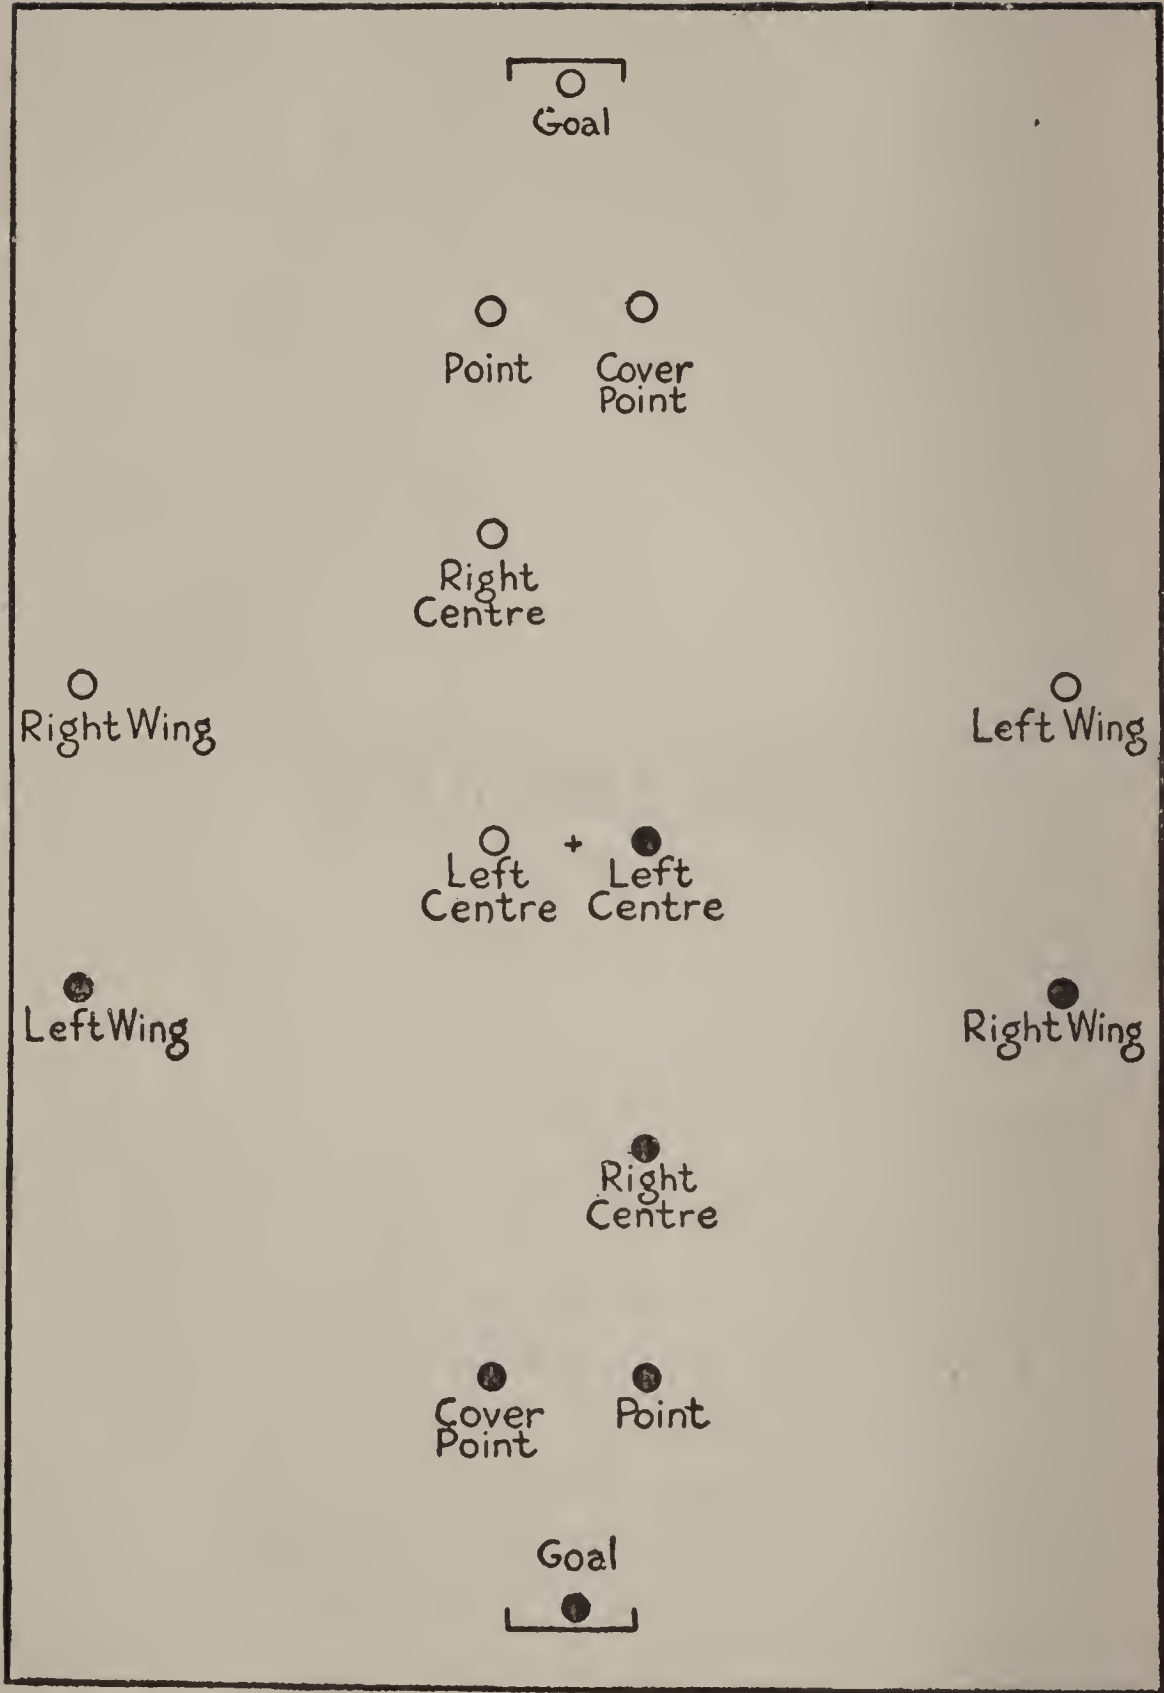 Goal
Point
Cover
Point
Right
Centre
Right Wing
Left Wing
Left
Centre
Left
Centre
Left Wing
Right Wing
Right
Centre
Cover
Point
Point
Goal